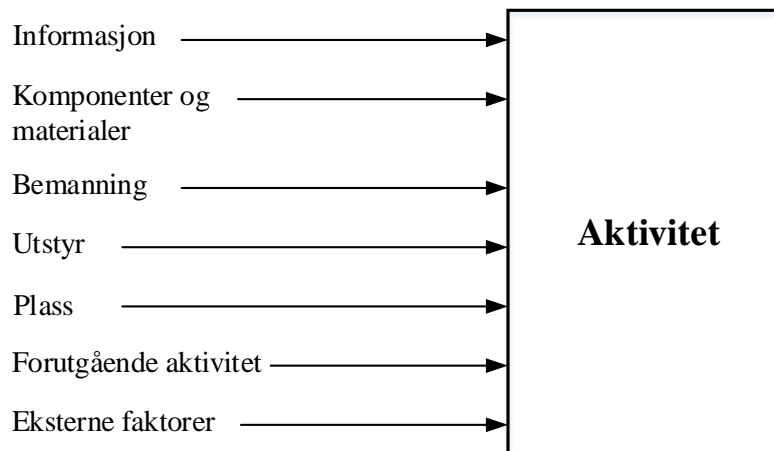 Informasjon
Komponenter og
materialer
Bemanning
Utstyr
Plass
Forutgående aktivitet
Eksterne faktorer
Aktivitet